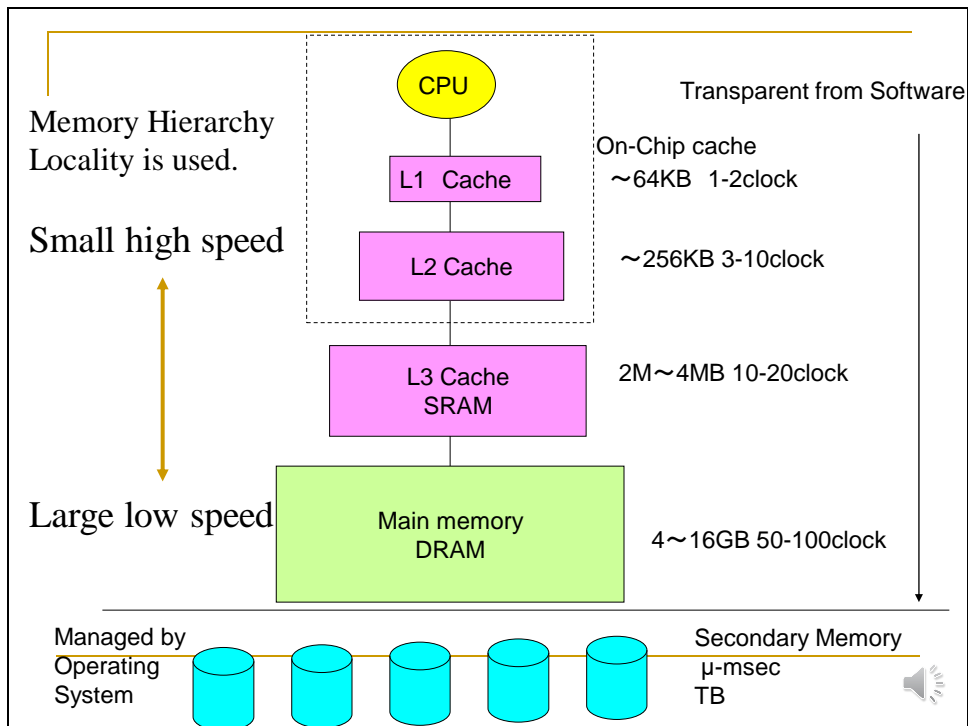 CPU
Transparent from Software
Memory Hierarchy
Locality is used.
On-Chip cache
L1 Cache
～64KB 1-2clock
Small high speed
L2 Cache
～256KB 3-10clock
L3 Cache
SRAM
2M～4MB 10-20clock
Large low speed
Main memory
DRAM
4～16GB 50-100clock
Managed by
Operating
System
Secondary Memory
μ-msec
TB